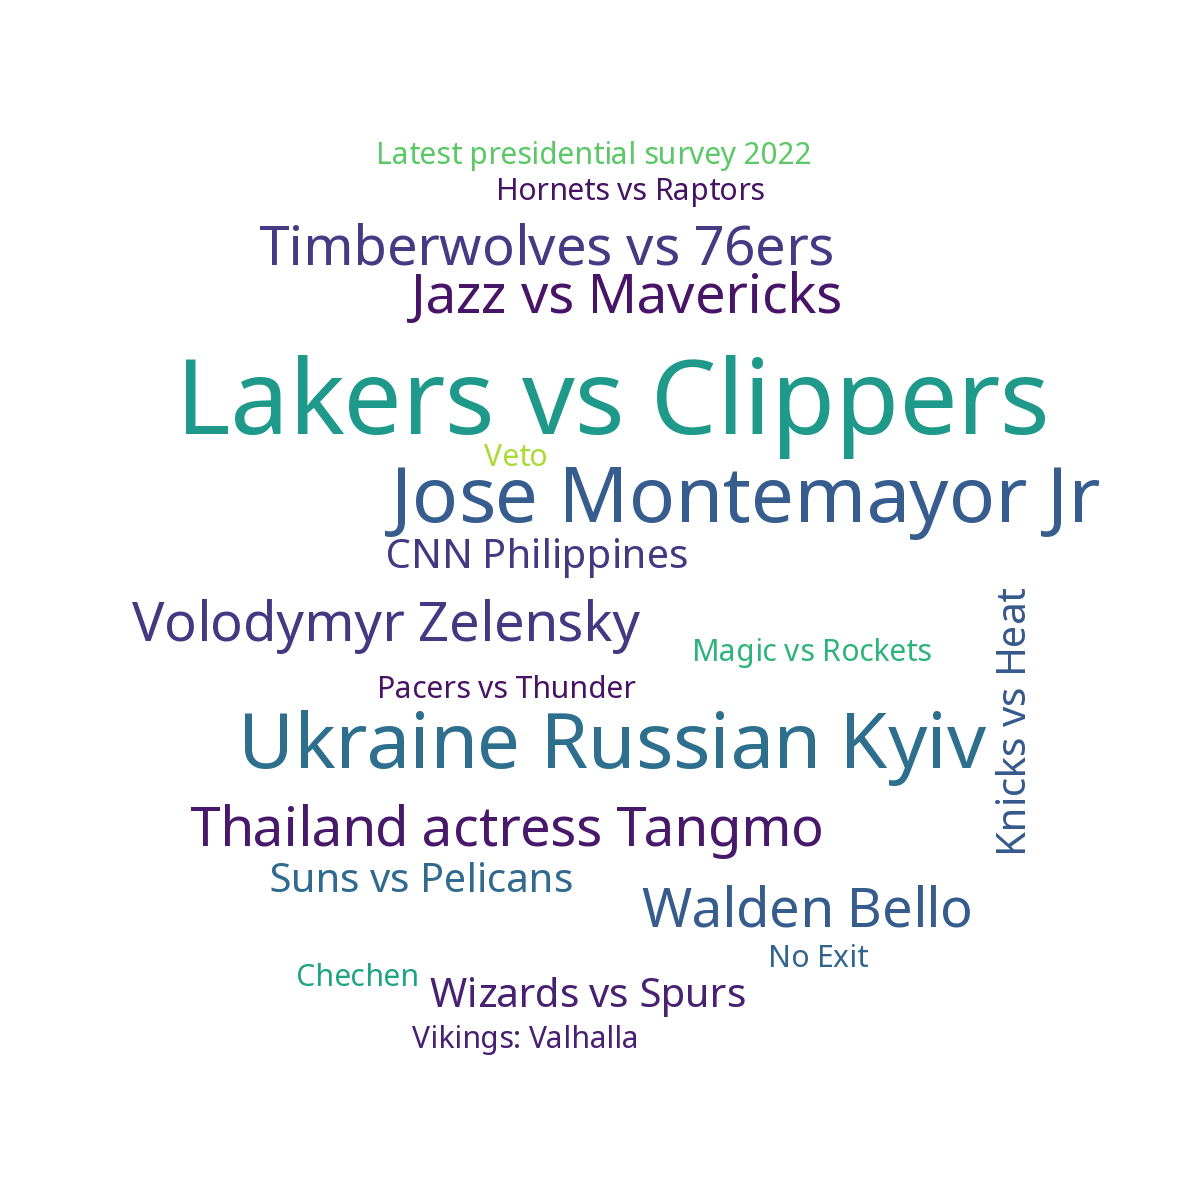 Latest presidential survey 2022
Hornets vs Raptors
Timberwolves vs 76ers
Jazz vs Mavericks
Lakers vs Clippers
Veto
Jose Montemayor Jr
CNN Philippines
Volodymyr Zelensky
Magic vs Rockets
Knicks vs Heat
Pacers vs Thunder
Ukraine Russian Kyiv
Thailand actress Tangmo
Suns vs Pelicans
Walden Bello
No Exit
Chechen
Wizards vs Spurs
Vikings: Valhalla